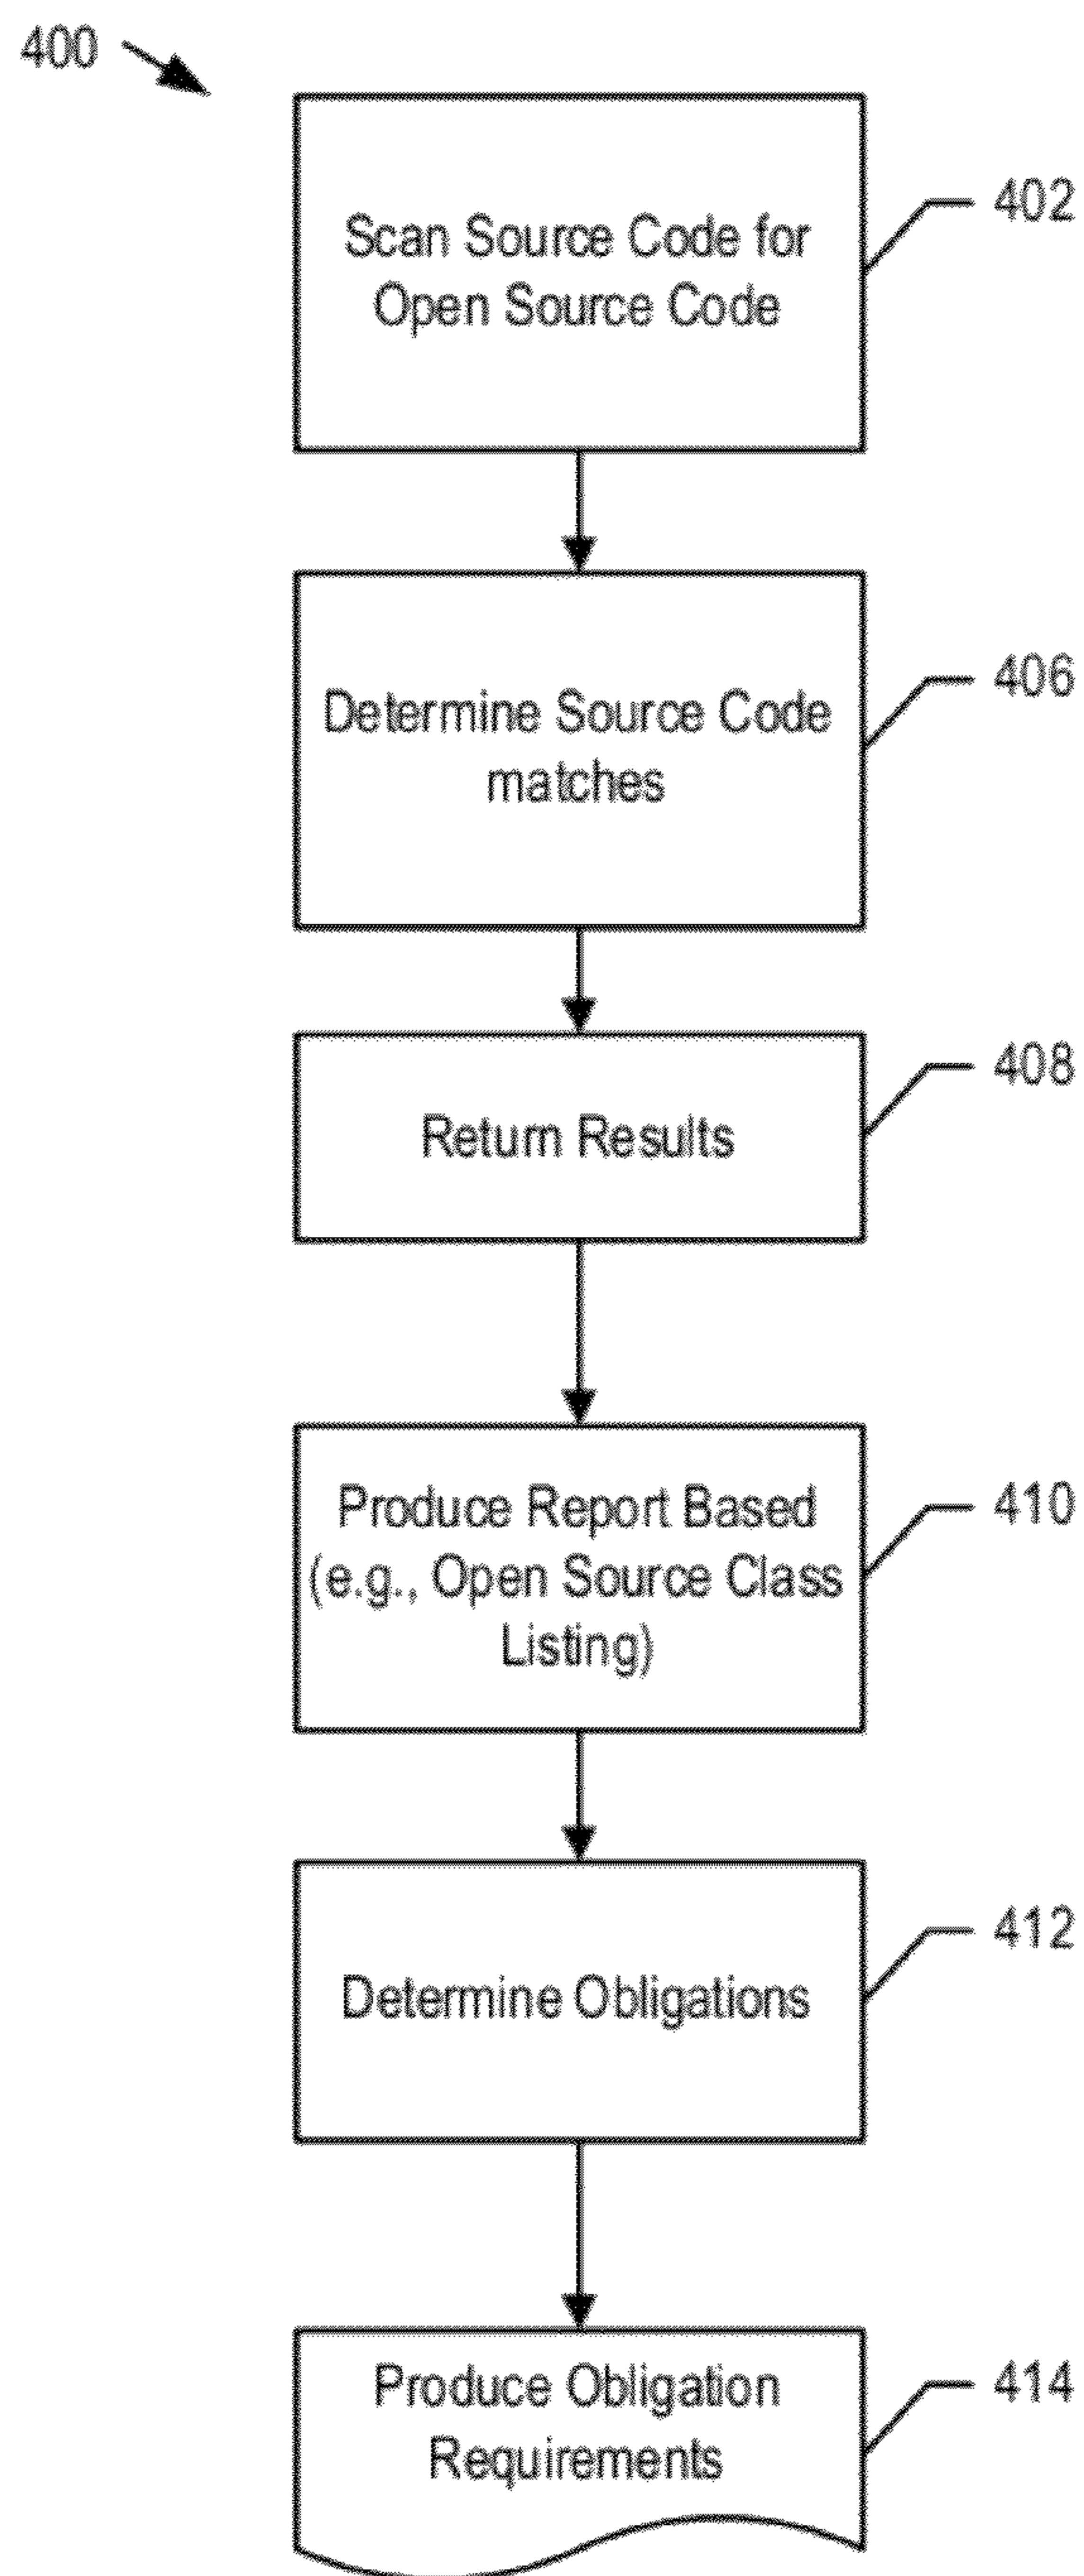 400
Scan Source Code for
Open Source Code
402
Determine Source Code
matches
406
Return Results
408
Produce Report Based
(e.g., Open Source Class
Listing)
410
Determine Obligations
412
Produce Obligation
Requirements
414